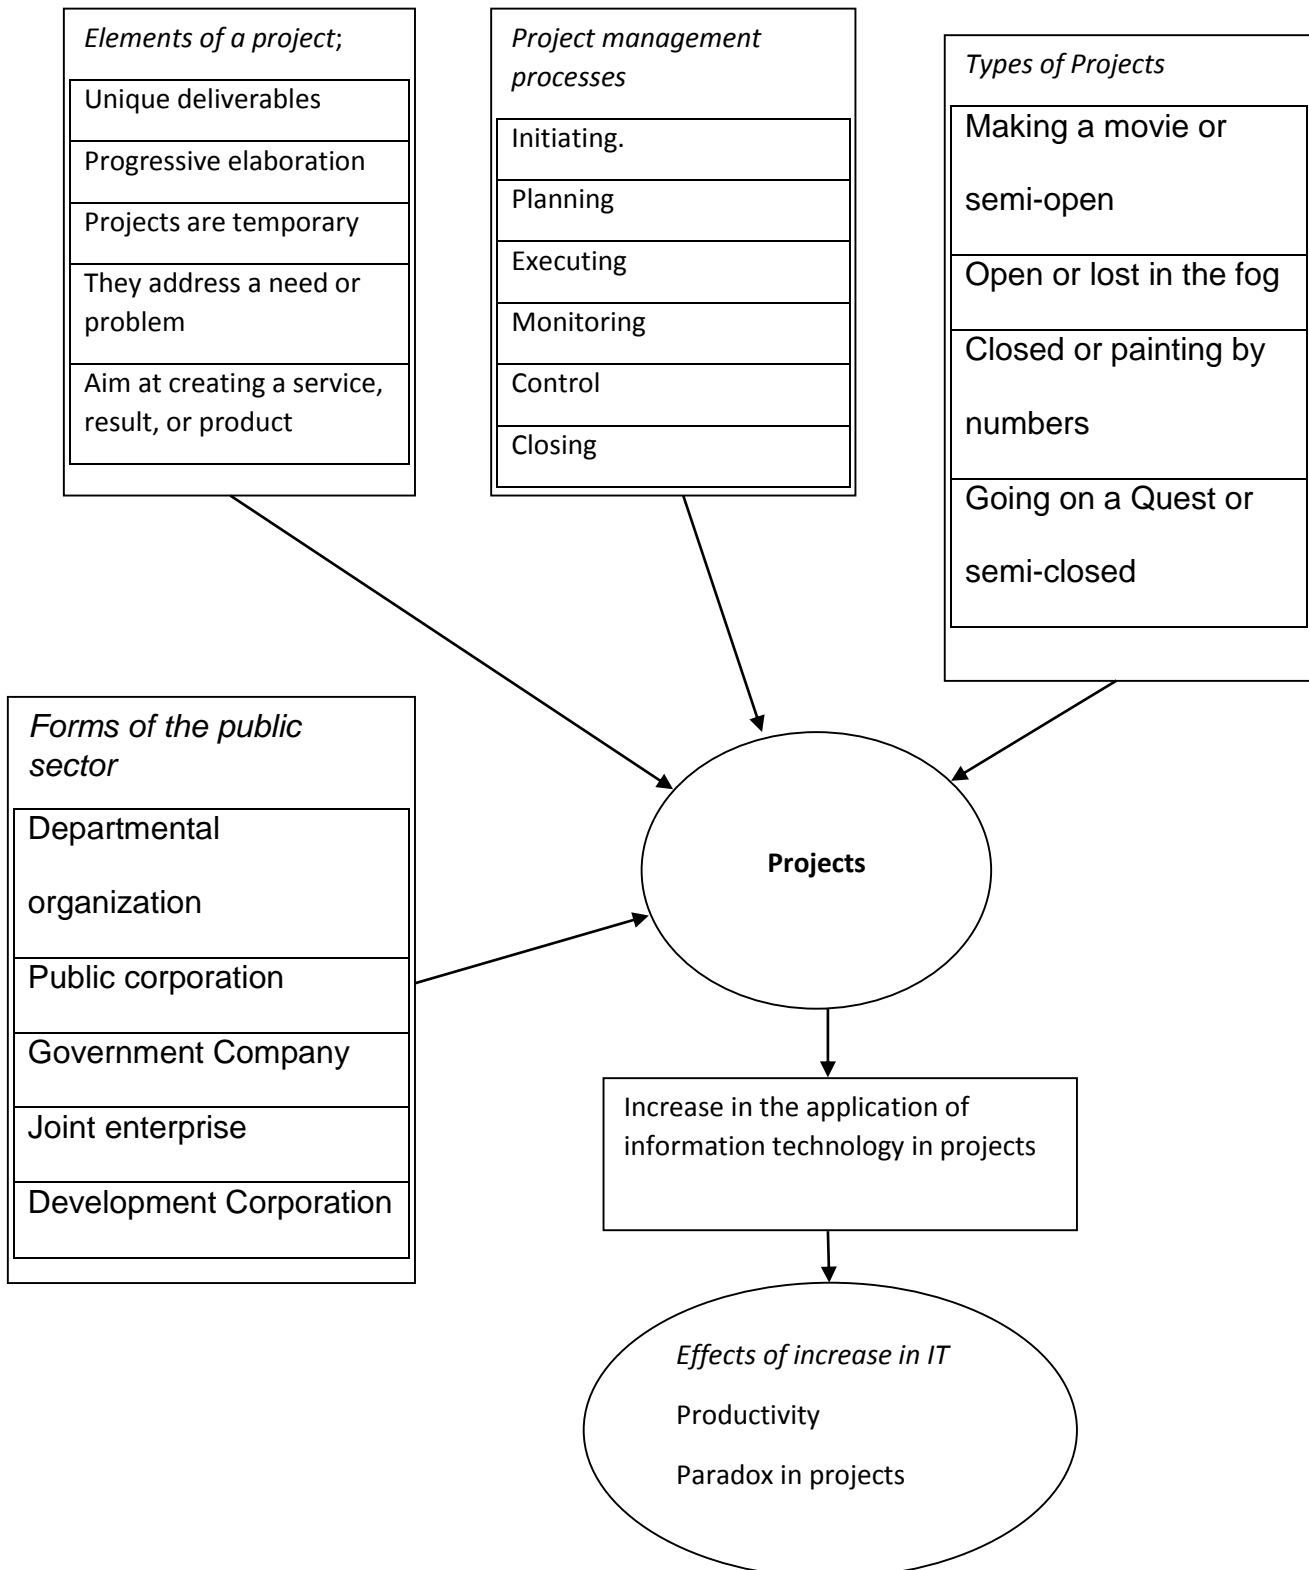 Elements of a project;
Unique deliverables
Progressive elaboration
Projects are temporary
They address a need or
problem
Aim at creating a service,
result, or product
Project management
processes
Initiating.
Planning
Executing
Monitoring
Control
Closing
Types of Projects
Making a movie or
semi-open
Open or lost in the fog
Closed or painting by
numbers
Going on a Quest or
semi-closed
Forms of the public
sector
Departmental
organization
Public corporation
Government Company
Joint enterprise
Development Corporation
Projects
Increase in the application of
information technology in projects
Effects of increase in IT
Productivity
Paradox in projects